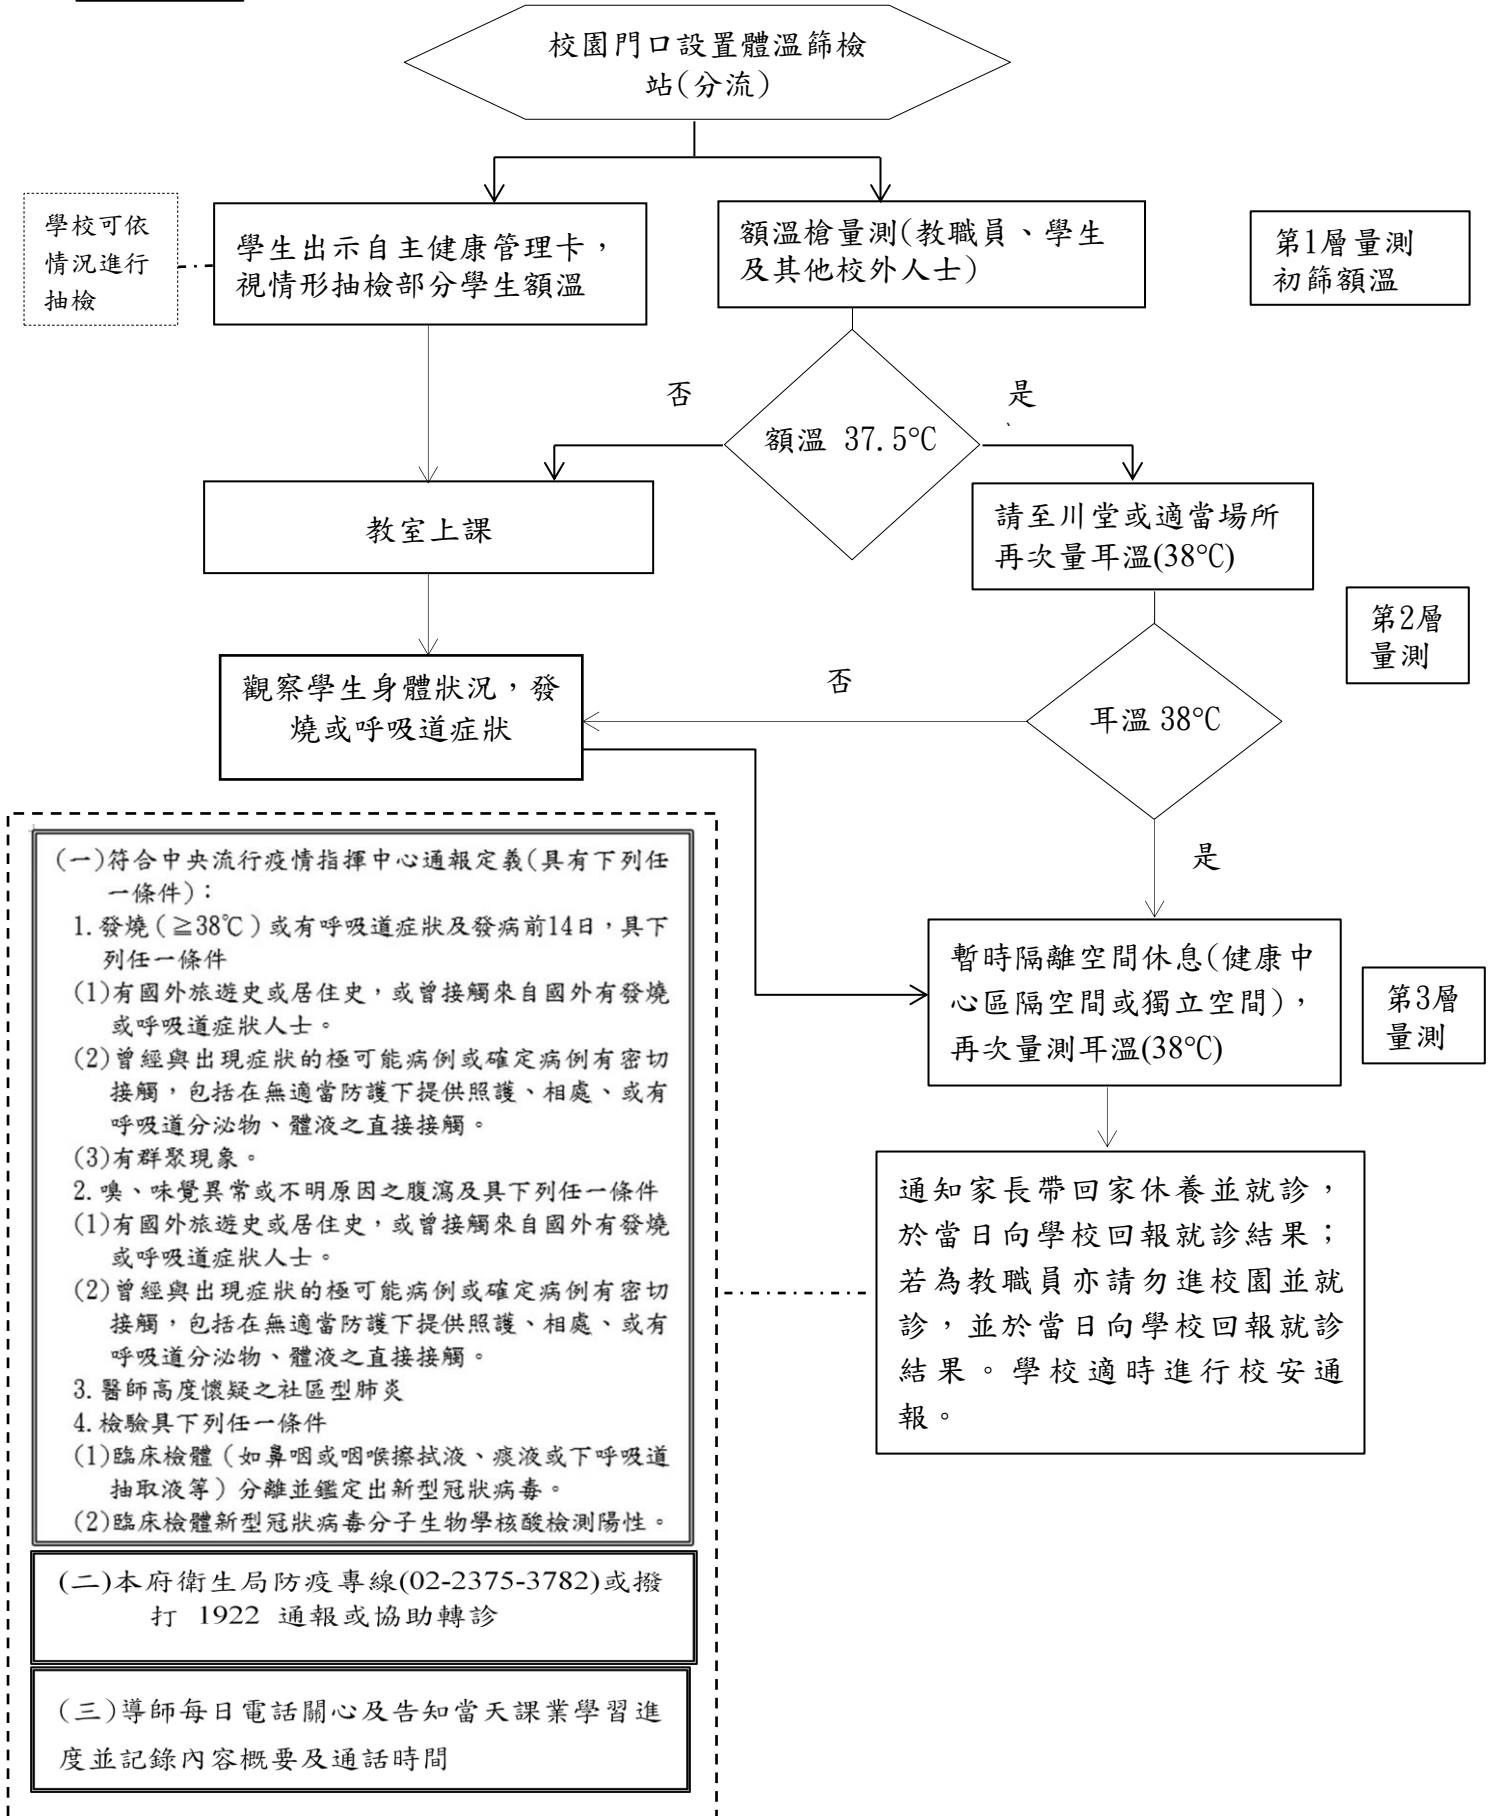 校園門口設置體溫篩檢
站(分流)
學校可依
情況進行
抽檢
學生出示自主健康管理卡，
視情形抽檢部分學生額溫
額溫槍量測(教職員、學生
及其他校外人士)
第1層量測
初篩額溫
否
是
額溫 37.5°C
教室上課
請至川堂或適當場所
再次量耳溫(38°C)
第2層
量測
觀察學生身體狀況，發
燒或呼吸道症狀
否
耳溫 38°C
是
暫時隔離空間休息(健康中
心區隔空間或獨立空間)，
再次量測耳溫(38°C)
第3層
量測
通知家長帶回家休養並就診，
於當日向學校回報就診結果；
若為教職員亦請勿進校園並就
診，並於當日向學校回報就診
結果。學校適時進行校安通
報。
(一)符合中央流行疫情指揮中心通報定義(具有下列任
一條件)：
1.發燒(≧38℃)或有呼吸道症狀及發病前14日，具下
列任一條件
(1)有國外旅遊史或居住史，或曾接觸來自國外有發燒
或呼吸道症狀人士。
(2)曾經與出現症狀的極可能病例或確定病例有密切
接觸，包括在無適當防護下提供照護、相處、或有
呼吸道分泌物、體液之直接接觸。
(3)有群聚現象。
2.嗅、味覺異常或不明原因之腹瀉及具下列任一條件
(1)有國外旅遊史或居住史，或曾接觸來自國外有發燒
或呼吸道症狀人士。
(2)曾經與出現症狀的極可能病例或確定病例有密切
接觸，包括在無適當防護下提供照護、相處、或有
呼吸道分泌物、體液之直接接觸。
3.醫師高度懷疑之社區型肺炎
4.檢驗具下列任一條件
(1)臨床檢體（如鼻咽或咽喉擦拭液、痰液或下呼吸道
抽取液等）分離並鑑定出新型冠狀病毒。
(2)臨床檢體新型冠狀病毒分子生物學核酸檢測陽性。
(二)本府衛生局防疫專線(02-2375-3782)或撥
打 1922 通報或協助轉診
(三)導師每日電話關心及告知當天課業學習進
度並記錄內容概要及通話時間